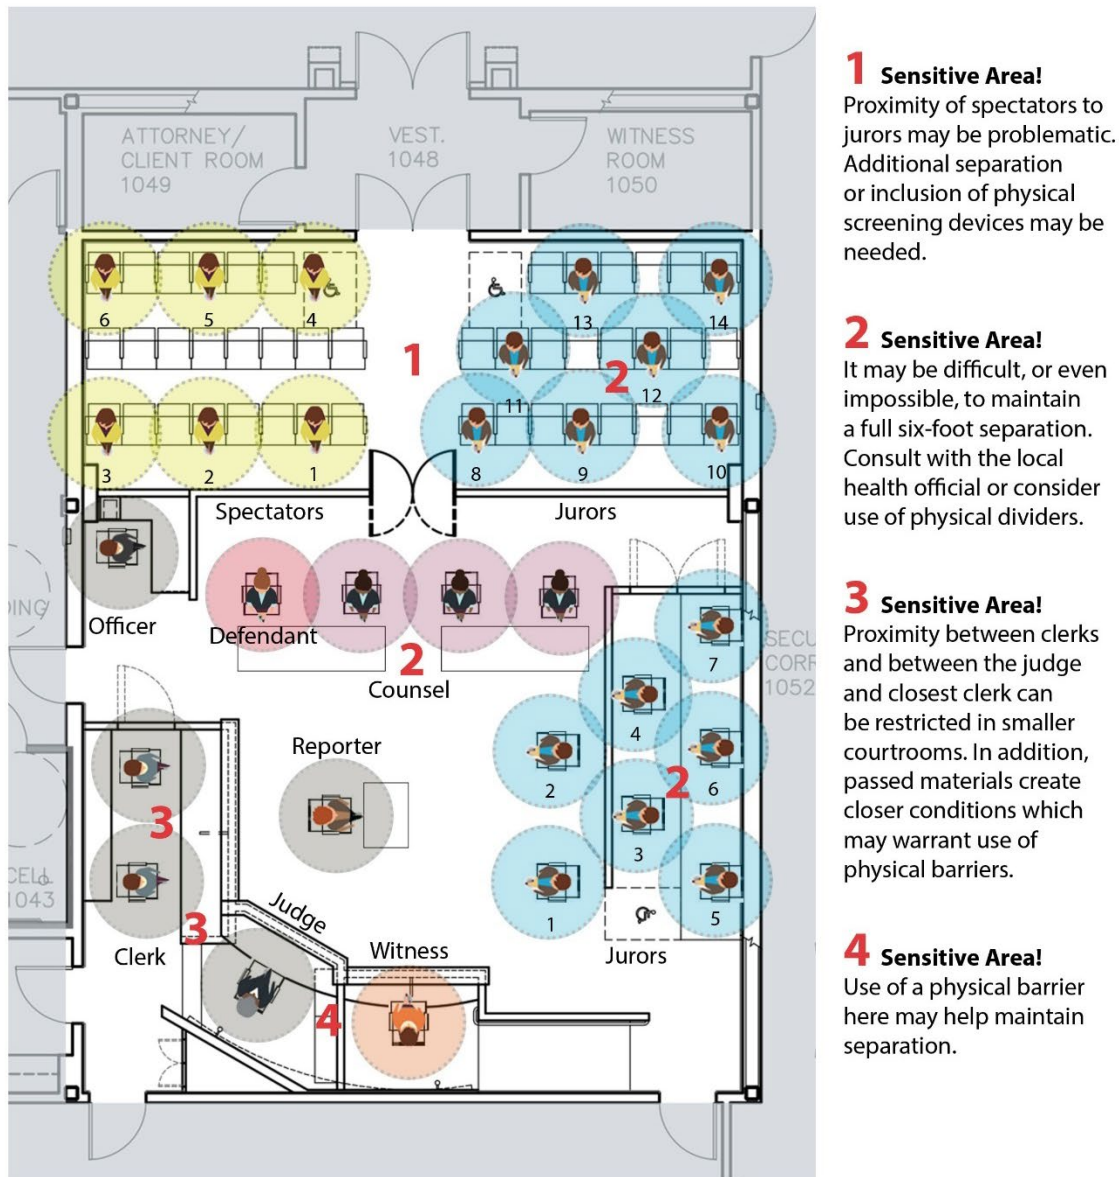 ATTORNEY/
CLIENT ROOM
1049
VEST.
1048
WITNESS
ROOM
1050
6
5
4
13
14
1
2
11
12
3
2
1
8
9
10
Spectators
Jurors
Officer
Defendant
2
Counsel
7
4
SECU
CORR
1052
DING/
Reporter
2
6
2
3
3
CELL
1043
1
5
3
Judge
Clerk
Witness
Jurors
4
1 Sensitive Area!
Proximity of spectators to
jurors may be problematic.
Additional separation
or inclusion of physical
screening devices may be
needed.
2 Sensitive Area!
It may be difficult, or even
impossible, to maintain
a full six-foot separation.
Consult with the local
health official or consider
use of physical dividers.
3 Sensitive Area!
Proximity between clerks
and between the judge
and closest clerk can
be restricted in smaller
courtrooms. In addition,
passed materials create
closer conditions which
may warrant use of
physical barriers.
4 Sensitive Area!
Use of a physical barrier
here may help maintain
separation.